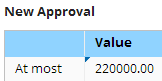 New Approval
Value
At most 220000.00